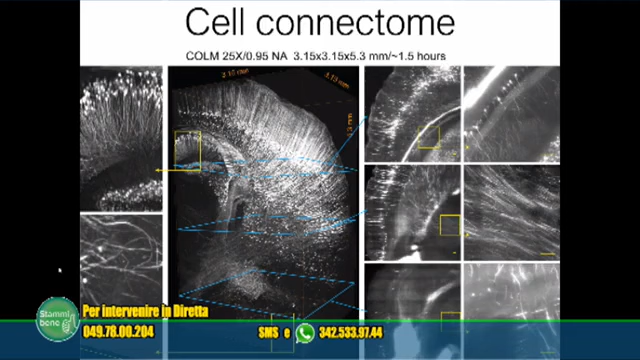 Cell connectome
COLM 25X/0.95 NA 3.15x3.15x5.3 mm/~1.5 hours
Stammi
bene
Per intervenire in Diretta
049.78.00.204
SMS e 342.533.97.44